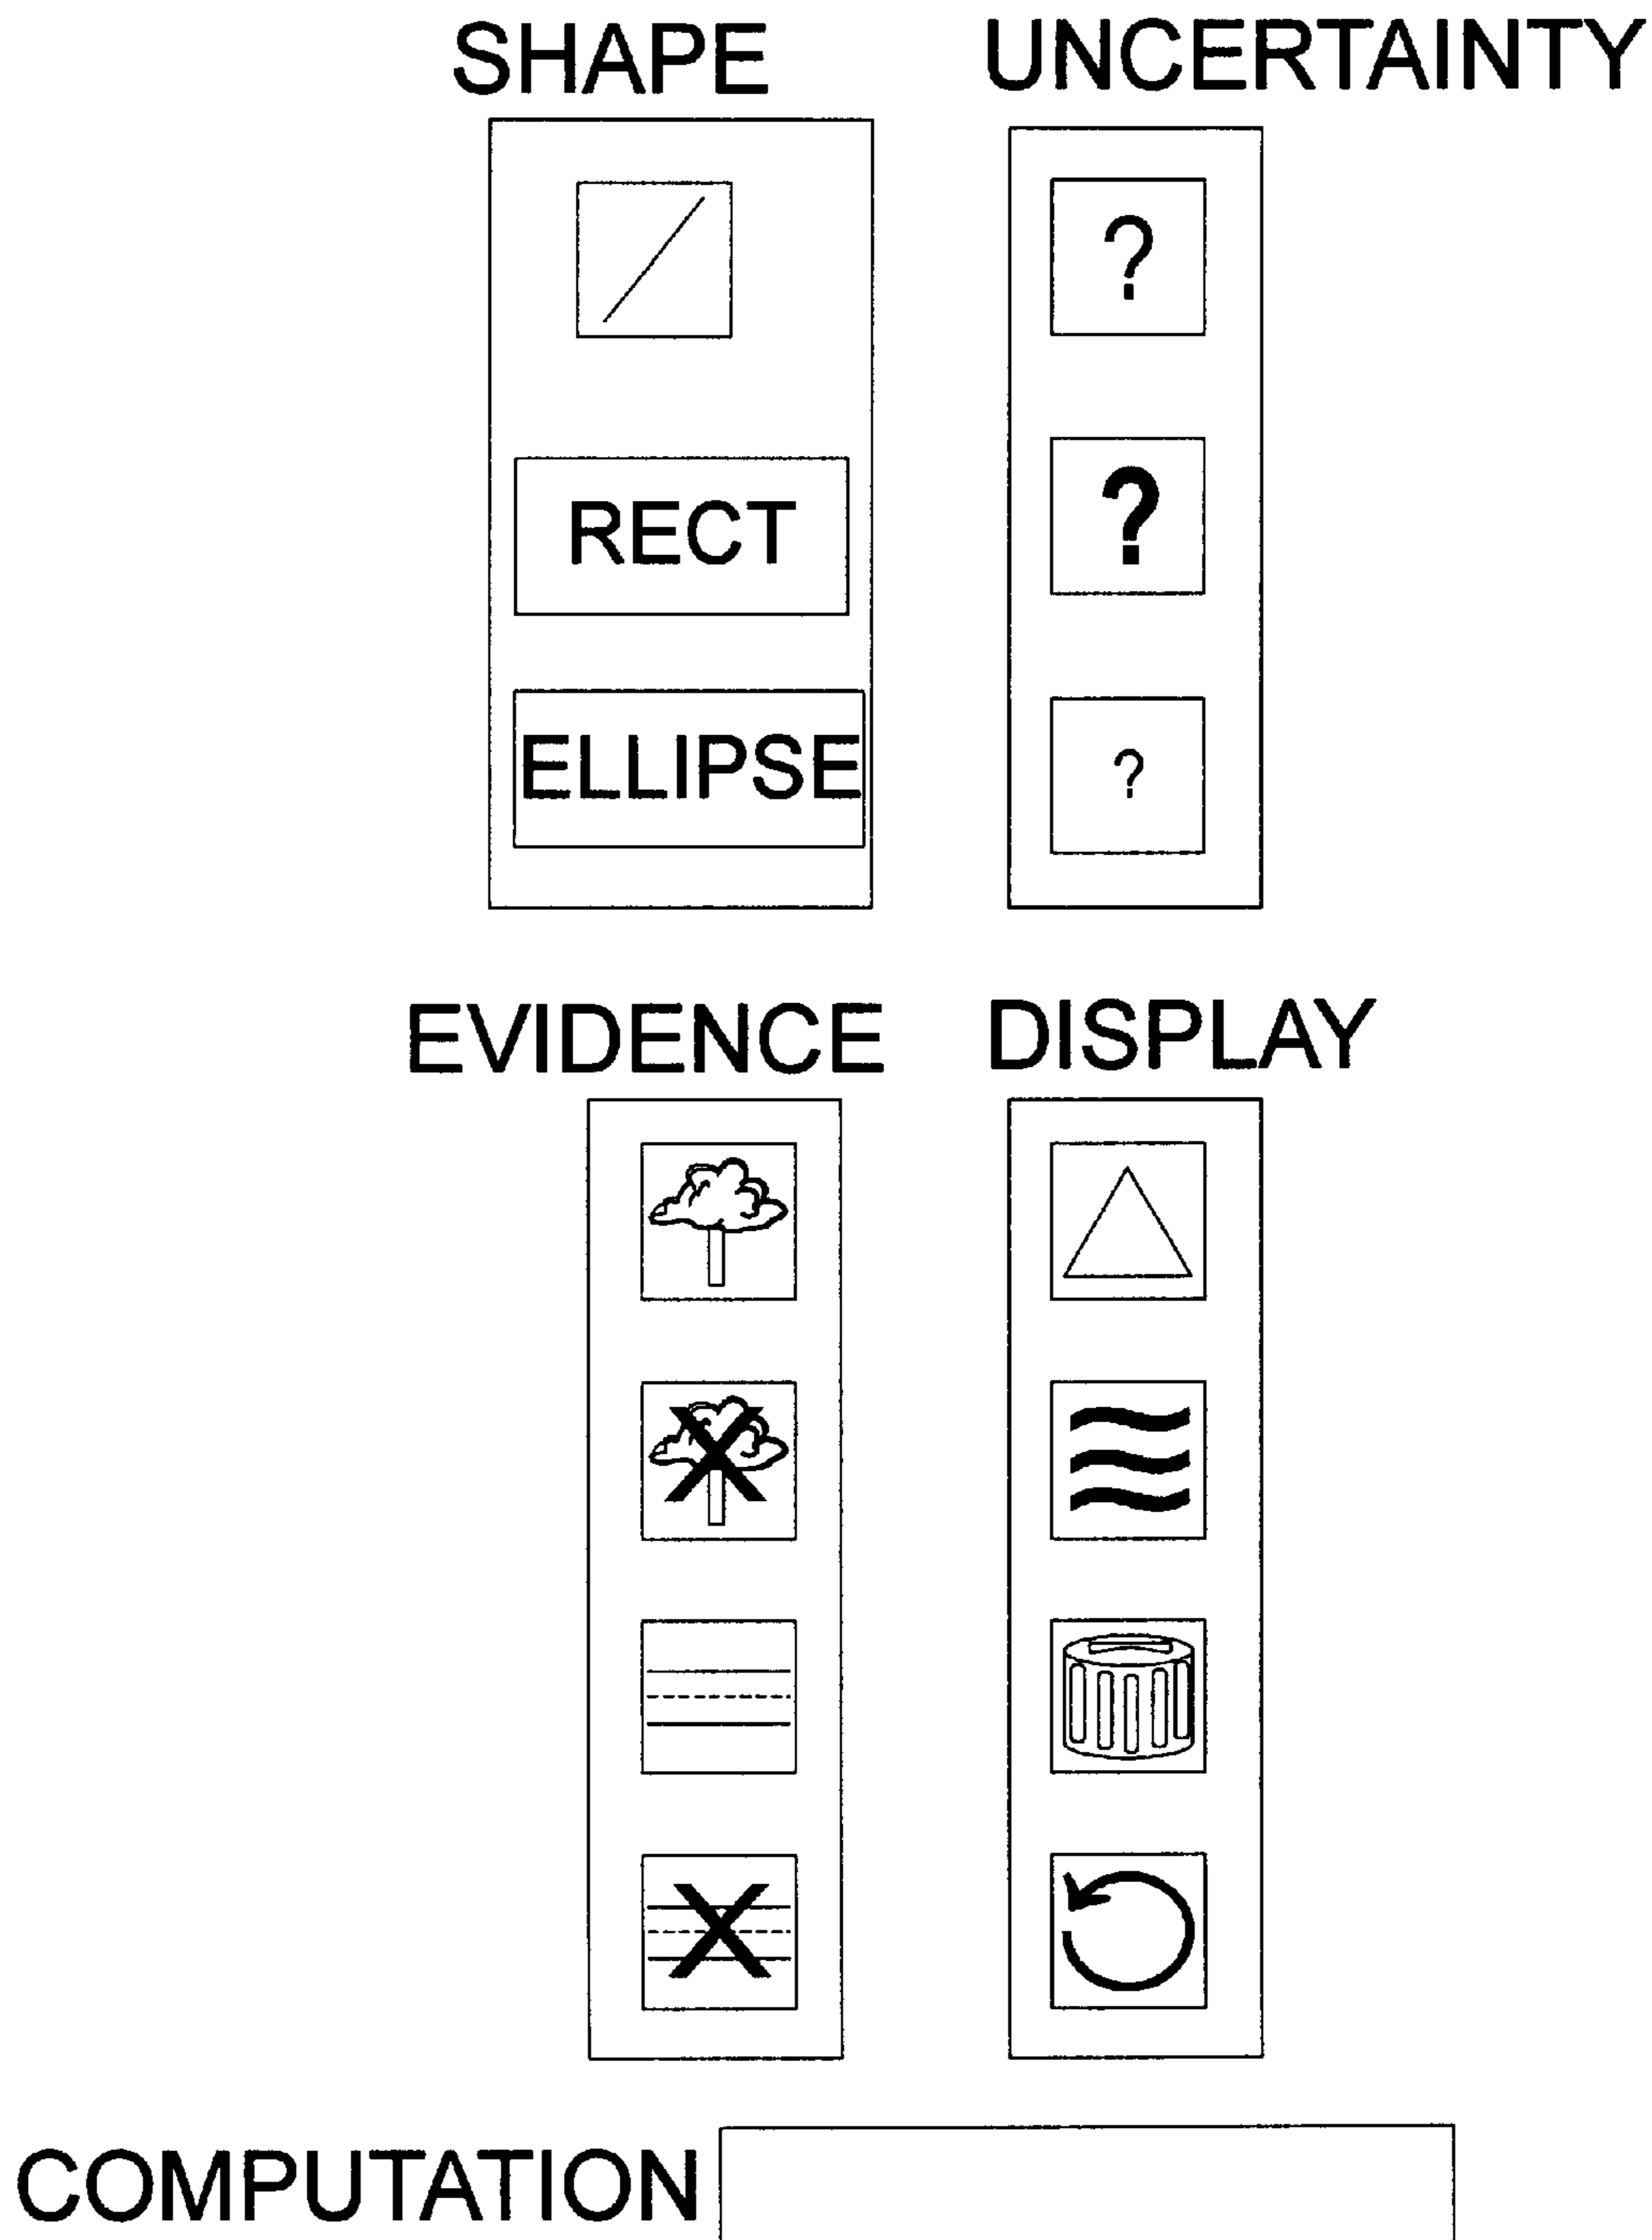 SHAPE
UNCERTAINTY
?
RECT
?
ELLIPSE
?
EVIDENCE
DISPLAY
COMPUTATION